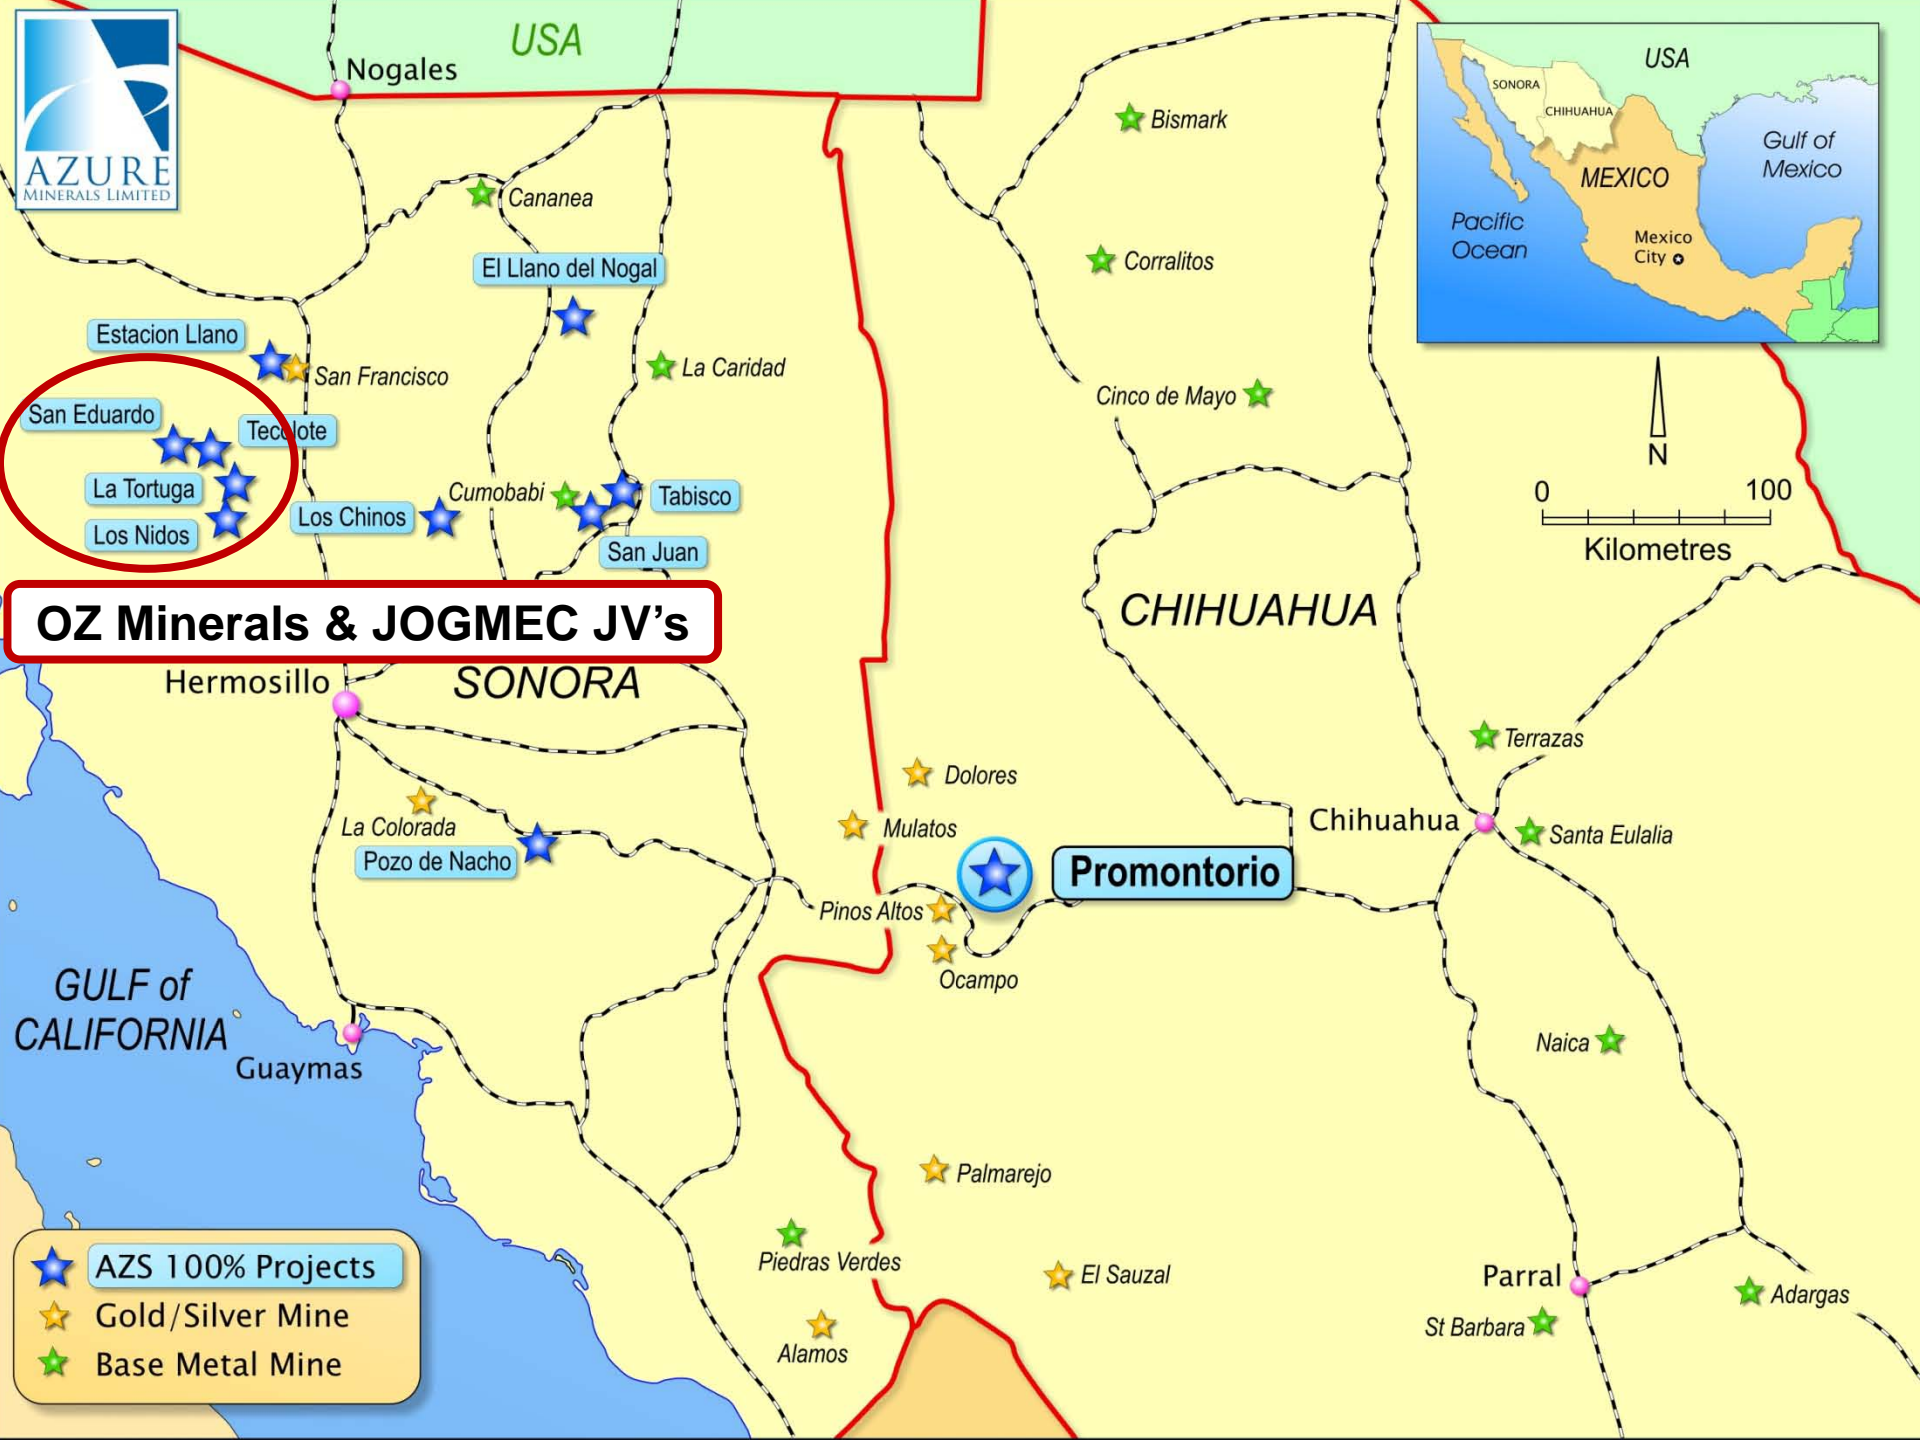 AZURE
MINERALS LIMITED
USA
Nogales
Bismark
Cananea
Corralitos
El Llano del Nogal
Estacion Llano
San Francisco
La Caridad
Cinco de Mayo
San Eduardo
Tecolote
La Tortuga
Los Nidos
Los Chinos
Cumobabi
Tabisco
San Juan
OZ Minerals & JOGMEC JV's
Hermosillo
SONORA
CHIHUAHUA
USA
SONORA
CHIHUAHUA
MEXICO
Gulf of
Mexico
Pacific
Ocean
Mexico
City
N
0
100
Kilometres
Terrazas
Dolores
Mulatos
Chihuahua
Santa Eulalia
La Colorada
Pozo de Nacho
Promontorio
Pinos Altos
Ocampo
GULF of
CALIFORNIA
Guaymas
Naica
Palmarejo
Piedras Verdes
El Sauzal
Alamos
Parral
St Barbara
Adargas
AZS 100% Projects
Gold/Silver Mine
Base Metal Mine